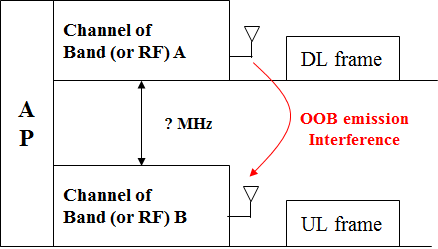 Channel of
Band (or RF) A
DL frame
A
P
? MHz
OOB emission
Interference
Channel of
Band (or RF) B
UL frame